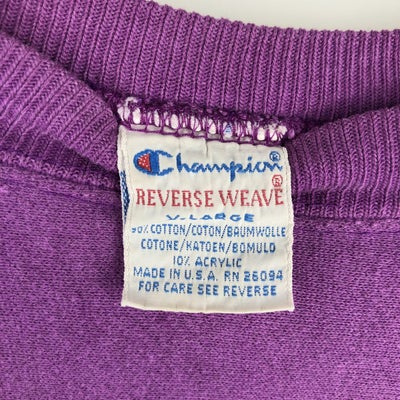 Champion®
REVERSE WEAVE®
X-LARGE
90% COTTON/COTON/BAUMWOLLE
COTONE/KATOEN/BOMULD
10% ACRYLIC
MADE IN U.S.A. RN 26094
FOR CARE SEE REVERSE